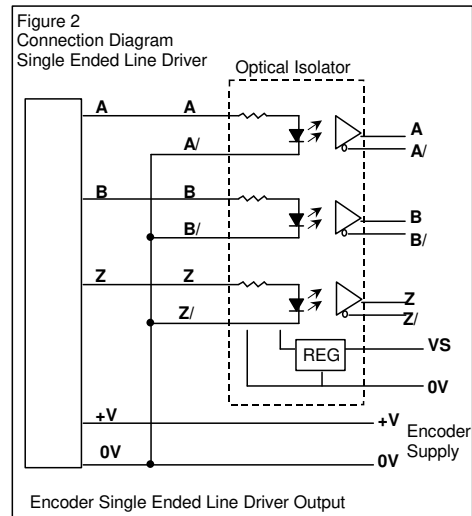 Figure 2
Connection Diagram
Single Ended Line Driver
Optical Isolator
A A A
A/ A/
B B B
B/ B/
Z Z Z
Z/ Z/
REG VS
0V
+V +V Encoder
0V 0V Supply
Encoder Single Ended Line Driver Output